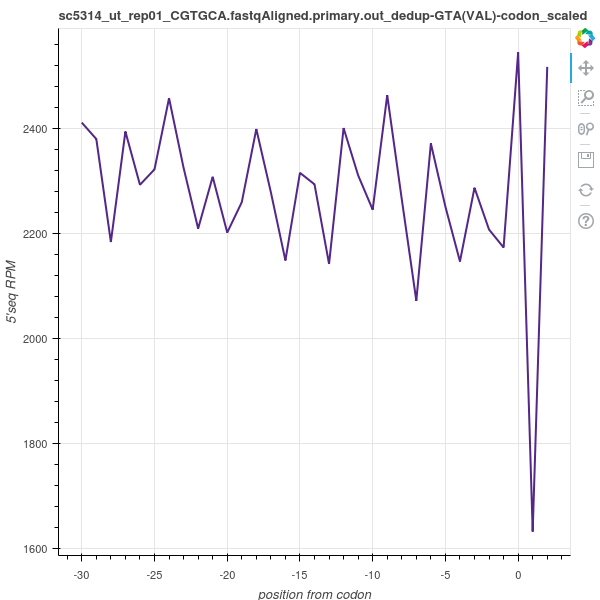 sc5314_ut_rep01_CGTGCA.fastqAligned.primary.out_dedup-GTA(VAL)-codon_scaled
2400
2200
2000
1800
1600
5'seq RPM
-30 -25 -20 -15 -10 -5 0
position from codon